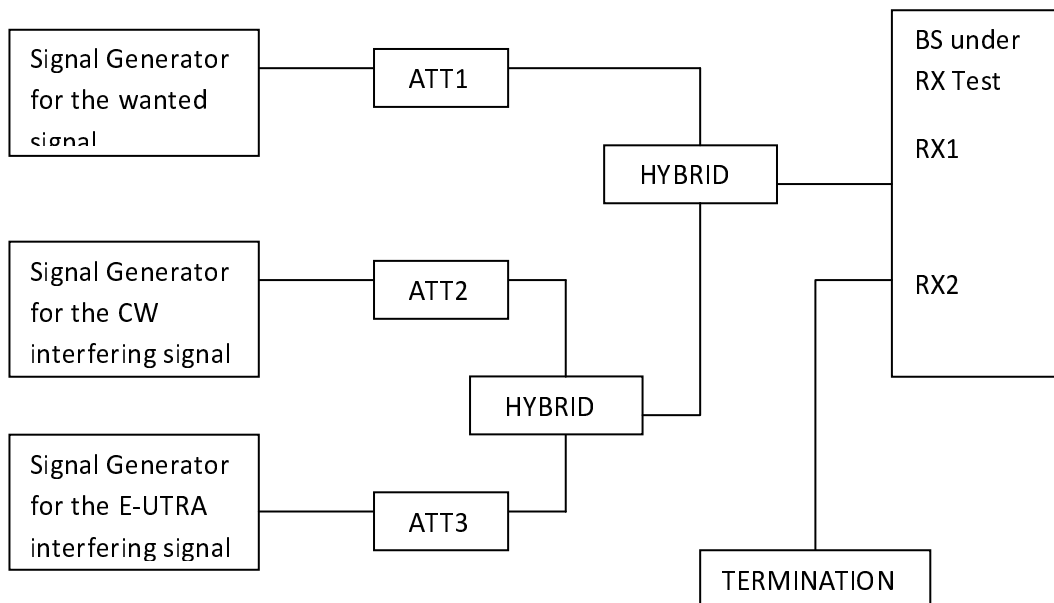 Signal Generator
for the wanted
signal
ATT1
HYBRID
BS under
RX Test
RX1
RX2
Signal Generator
for the CW
interfering signal
ATT2
HYBRID
Signal Generator
for the E-UTRA
interfering signal
ATT3
TERMINATION